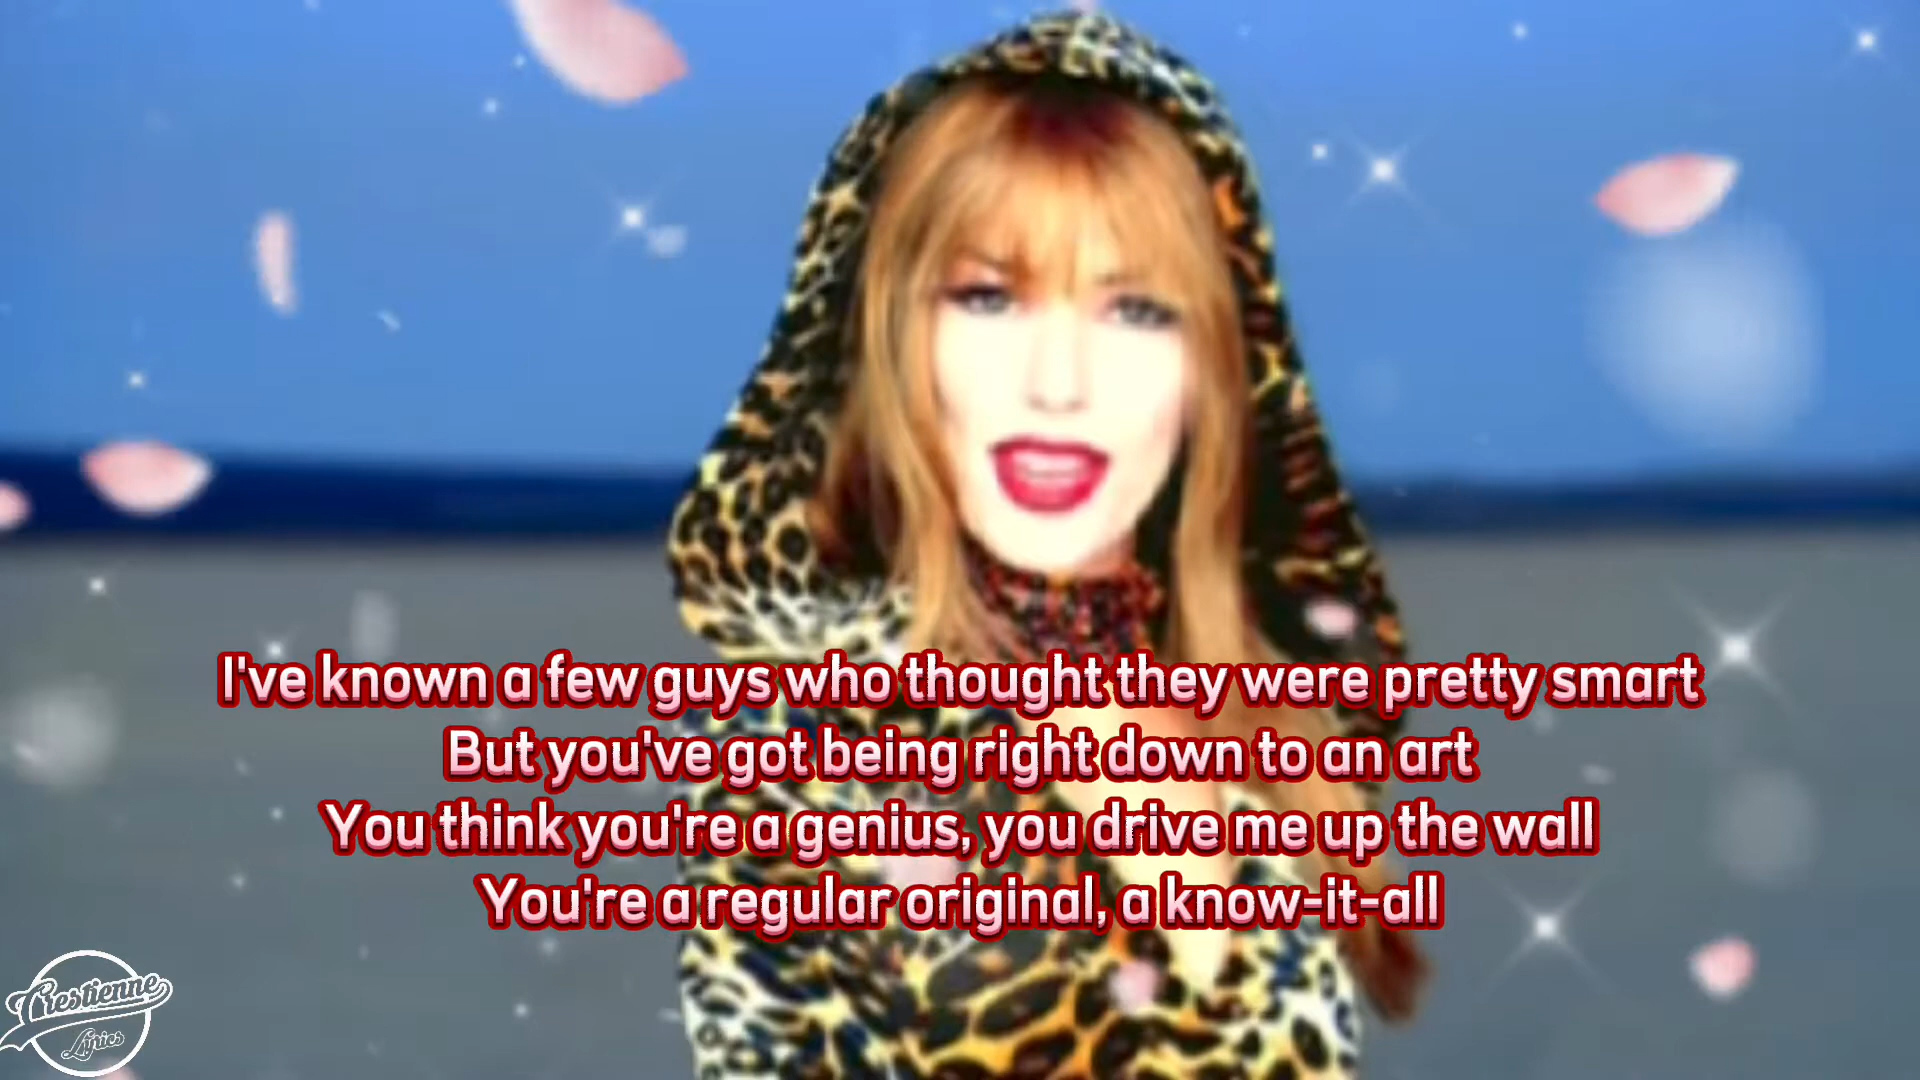 I've known a few guys who thought they were pretty smart
But you've got being right down to an art
You think you're a genius, you drive me up the wall
You're a regular original, a know-it-all
Crestienne
Lyrics